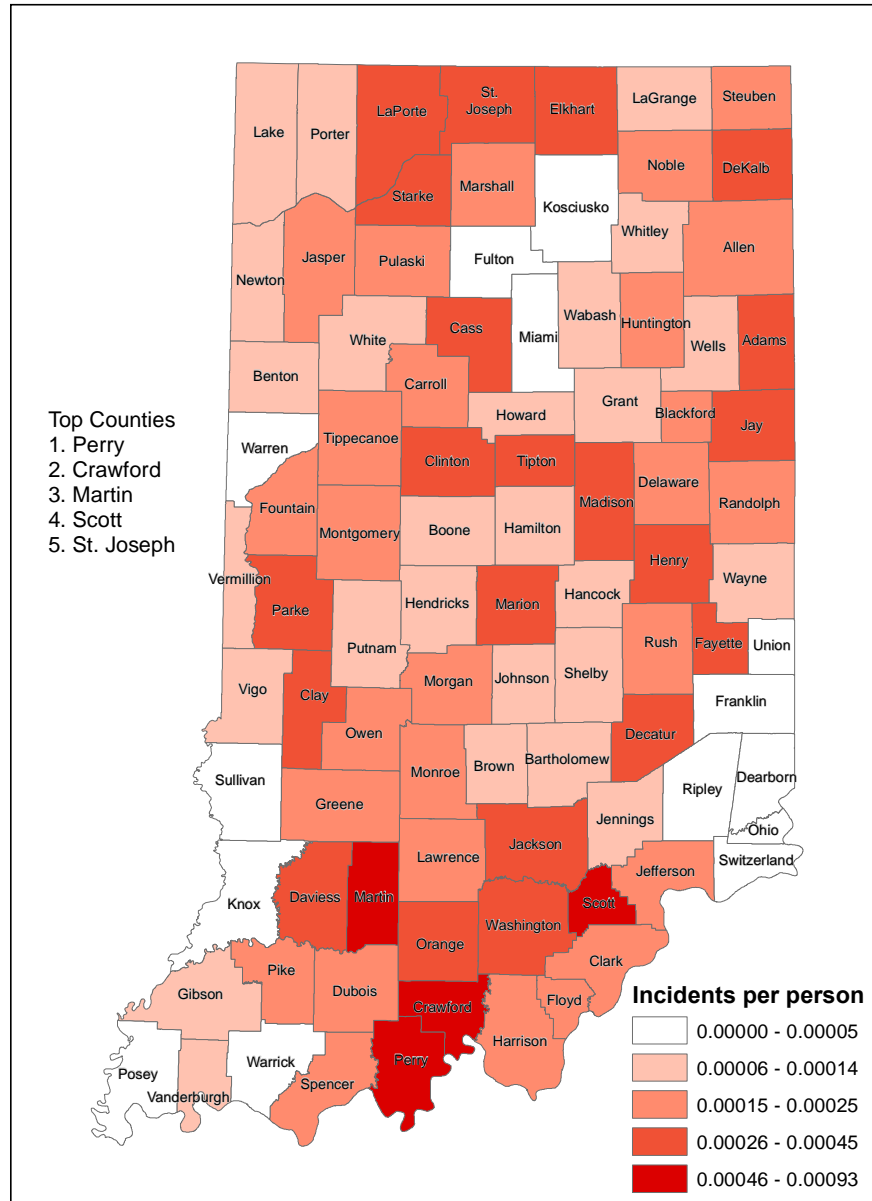 St.
Joseph
LaPorte
Elkhart
LaGrange
Steuben
Lake
Porter
Noble
DeKalb
Starke
Marshall
Kosciusko
Whitley
Allen
Jasper
Pulaski
Fulton
Newton
Wabash
Huntington
White
Cass
Miami
Wells
Adams
Benton
Carroll
Howard
Grant
Blackford
Jay
Top Counties
1. Perry
2. Crawford
3. Martin
4. Scott
5. St. Joseph
Warren
Tippecanoe
Clinton
Tipton
Madison
Delaware
Randolph
Fountain
Montgomery
Boone
Hamilton
Henry
Vermillion
Parke
Hendricks
Marion
Hancock
Wayne
Putnam
Rush
Fayette
Union
Vigo
Clay
Morgan
Johnson
Shelby
Franklin
Owen
Decatur
Sullivan
Monroe
Brown
Bartholomew
Ripley
Dearborn
Greene
Jennings
Ohio
Switzerland
Lawrence
Jackson
Jefferson
Knox
Daviess
Martin
Scott
Orange
Washington
Clark
Pike
Gibson
Dubois
Crawford
Floyd
Harrison
Posey
Warrick
Perry
Vanderburgh
Spencer
Incidents per person
0.00000 - 0.00005
0.00006 - 0.00014
0.00015 - 0.00025
0.00026 - 0.00045
0.00046 - 0.00093